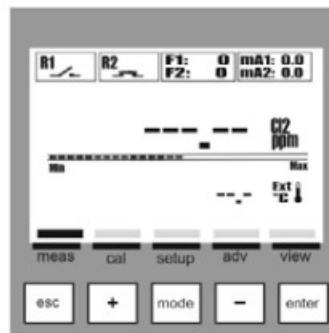 R1 R2 F1: 0 mA1: 0.0
F2: 0 mA2: 0.0
---.-- Cl2
ppm
Min Max
--.- Ext
°C
meas cal setup adv view
esc + mode - enter